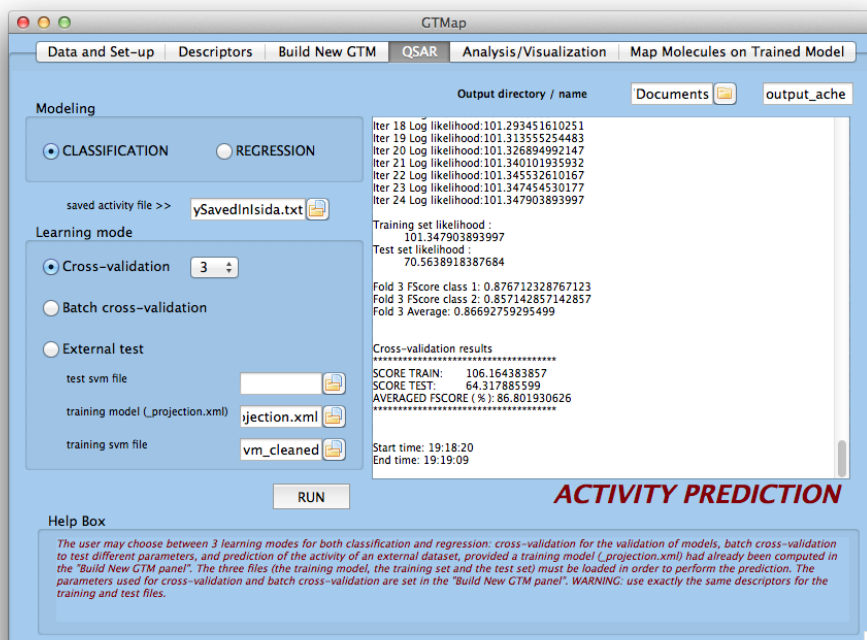 GTMap
Data and Set-up Descriptors Build New GTM QSAR Analysis/Visualization Map Molecules on Trained Model
Output directory / name Documents output_ache
Modeling
CLASSIFICATION REGRESSION
saved activity file >> ySavedInIsida.txt
Learning mode
Cross-validation 3
Batch cross-validation
External test
test svm file
training model (_projection.xml) jection.xml
training svm file vm_cleaned
RUN
Iter 18 Log likelihood:101.293451610251
Iter 19 Log likelihood:101.313555254483
Iter 20 Log likelihood:101.326894992147
Iter 21 Log likelihood:101.340101935932
Iter 22 Log likelihood:101.345532610167
Iter 23 Log likelihood:101.347454530177
Iter 24 Log likelihood:101.347903893997
Training set likelihood :
101.347903893997
Test set likelihood :
70.5638918387684
Fold 3 FScore class 1: 0.876712328767123
Fold 3 FScore class 2: 0.857142857142857
Fold 3 Average: 0.86692759295499
Cross-validation results
**************************************
SCORE TRAIN: 106.164383857
SCORE TEST: 64.317885599
AVERAGED FSCORE ( % ): 86.801930626
**************************************
Start time: 19:18:20
End time: 19:19:09
ACTIVITY PREDICTION
Help Box
The user may choose between 3 learning modes for both classification and regression: cross-validation for the validation of models, batch cross-validation
to test different parameters, and prediction of the activity of an external dataset, provided a training model (_projection.xml) had already been computed in
the "Build New GTM panel". The three files (the training model, the training set and the test set) must be loaded in order to perform the prediction. The
parameters used for cross-validation and batch cross-validation are set in the "Build New GTM panel". WARNING: use exactly the same descriptors for the
training and test files.